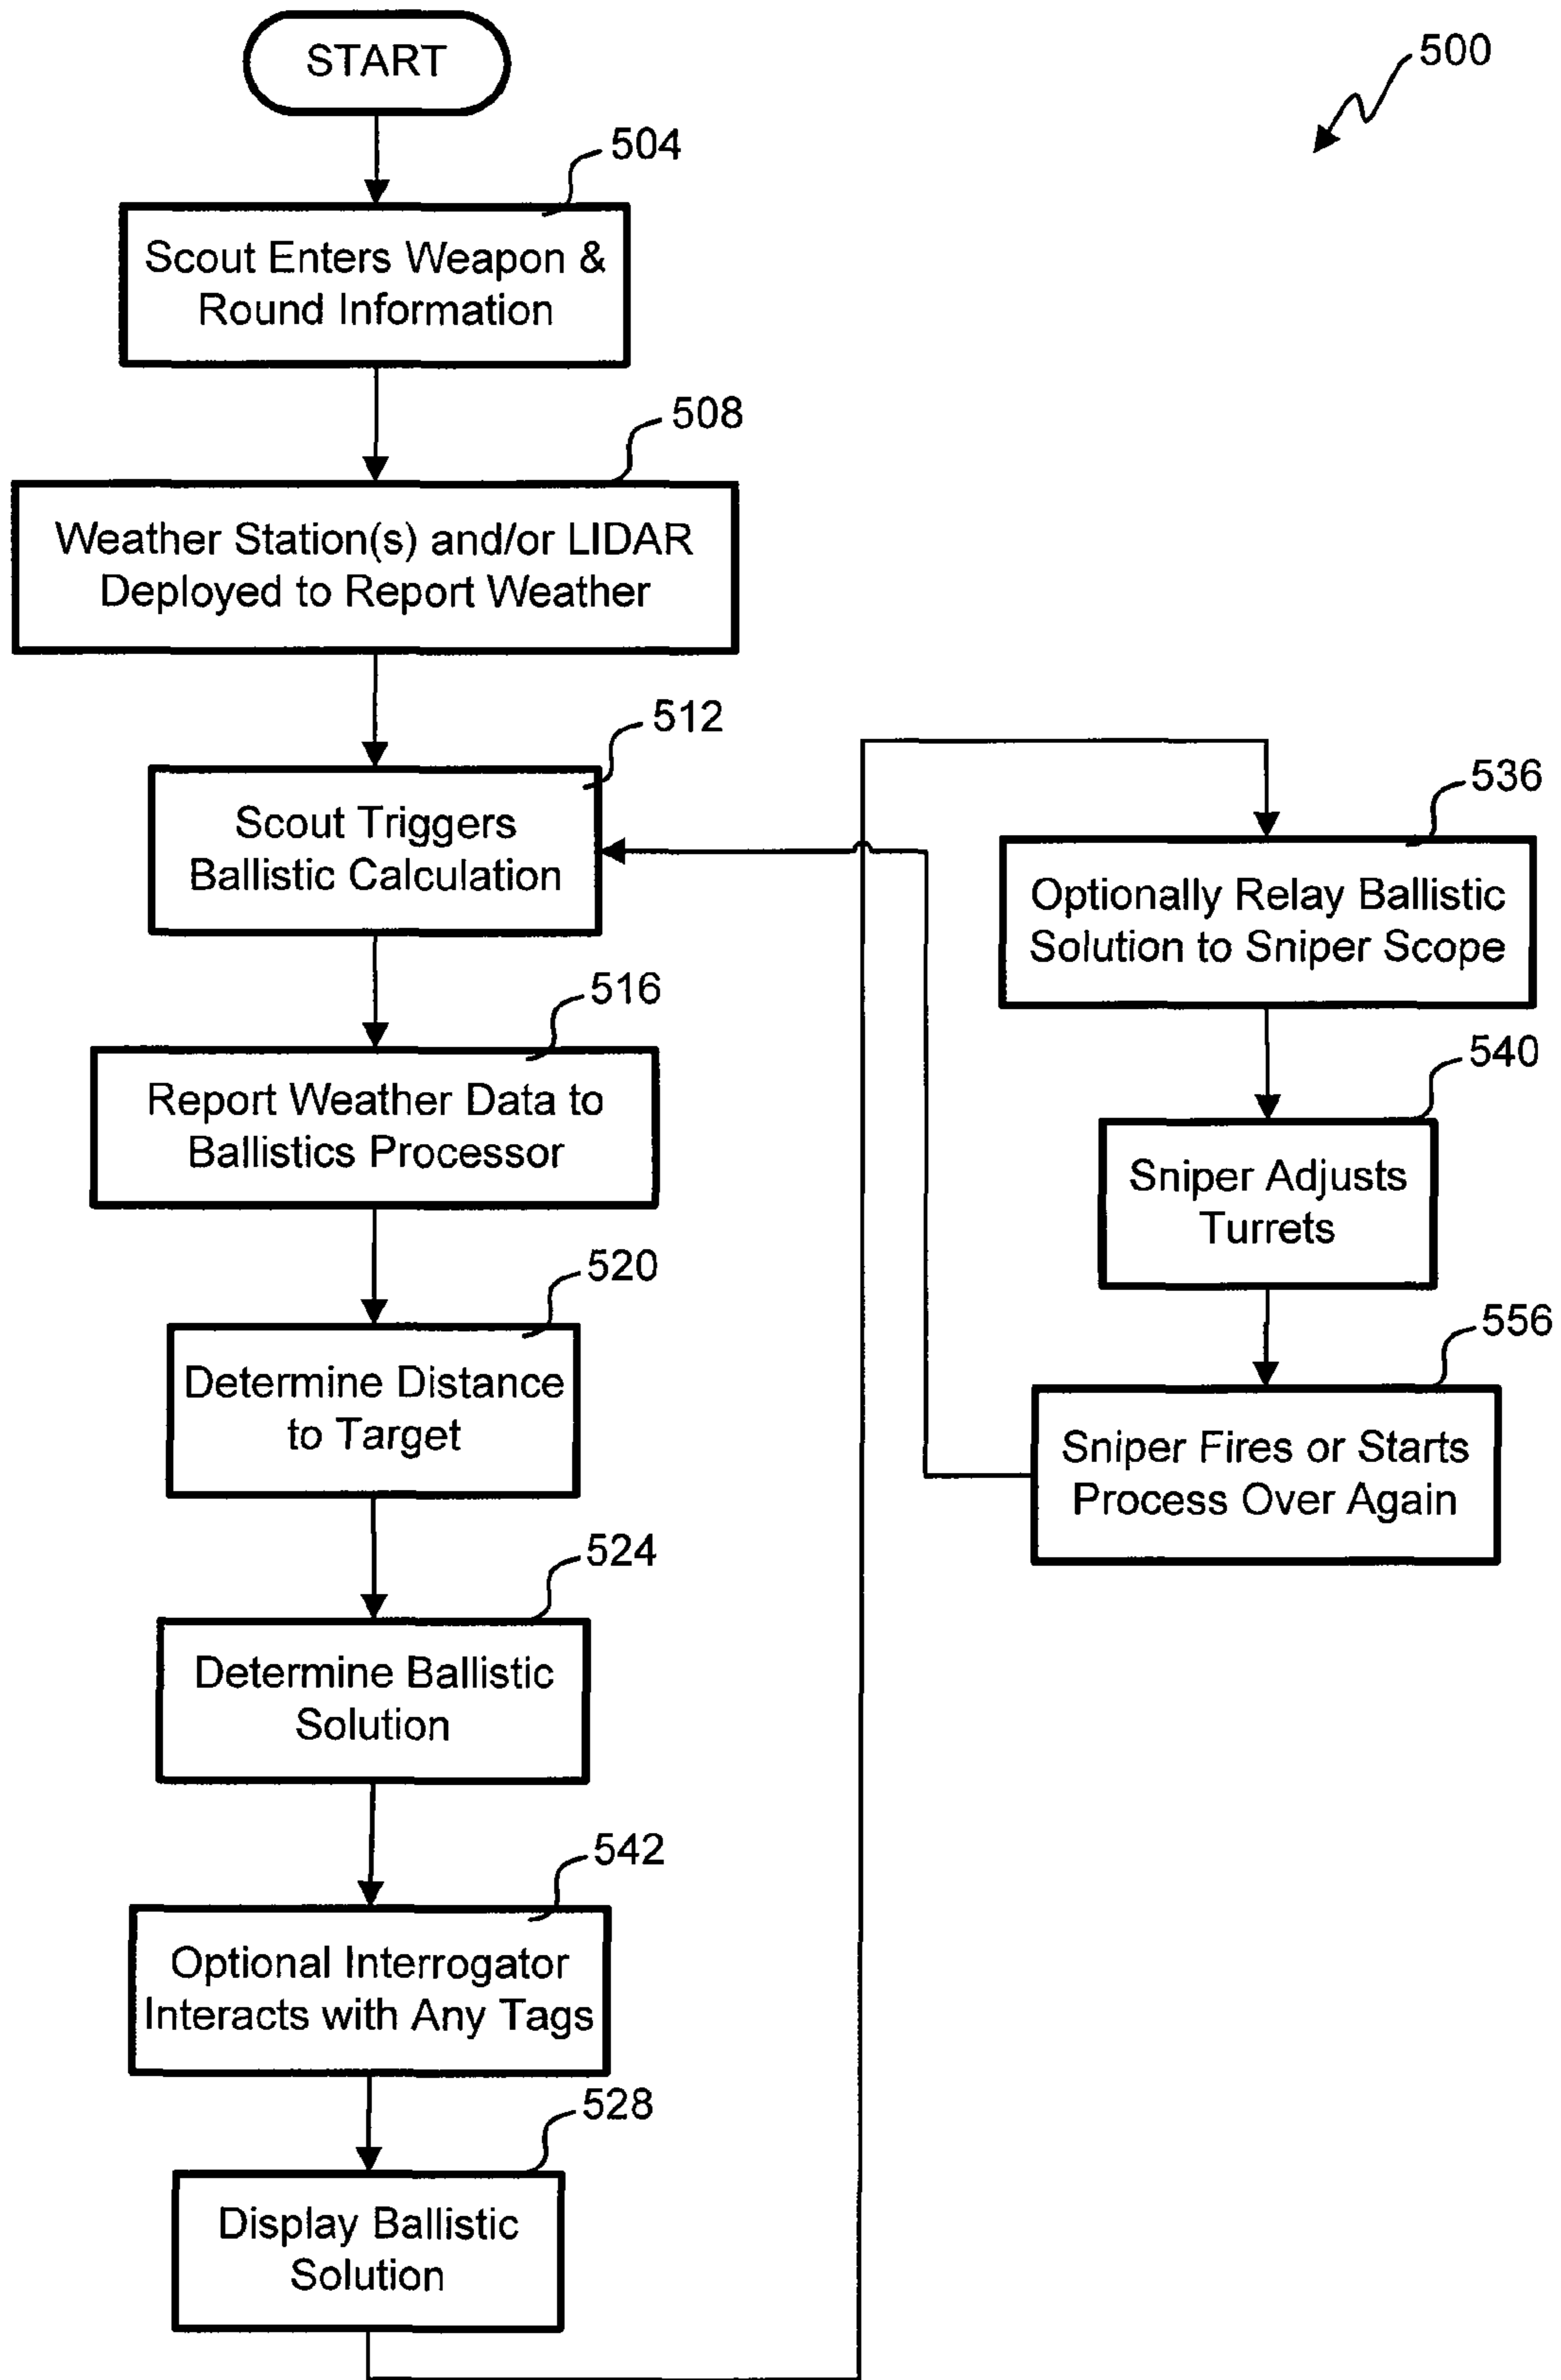 START
500
504
Scout Enters Weapon &
Round Information
508
Weather Station(s) and/or LIDAR
Deployed to Report Weather
512
Scout Triggers
Ballistic Calculation
516
Report Weather Data to
Ballistics Processor
520
Determine Distance
to Target
524
Determine Ballistic
Solution
542
Optional Interrogator
Interacts with Any Tags
528
Display Ballistic
Solution
536
Optionally Relay Ballistic
Solution to Sniper Scope
540
Sniper Adjusts
Turrets
556
Sniper Fires or Starts
Process Over Again